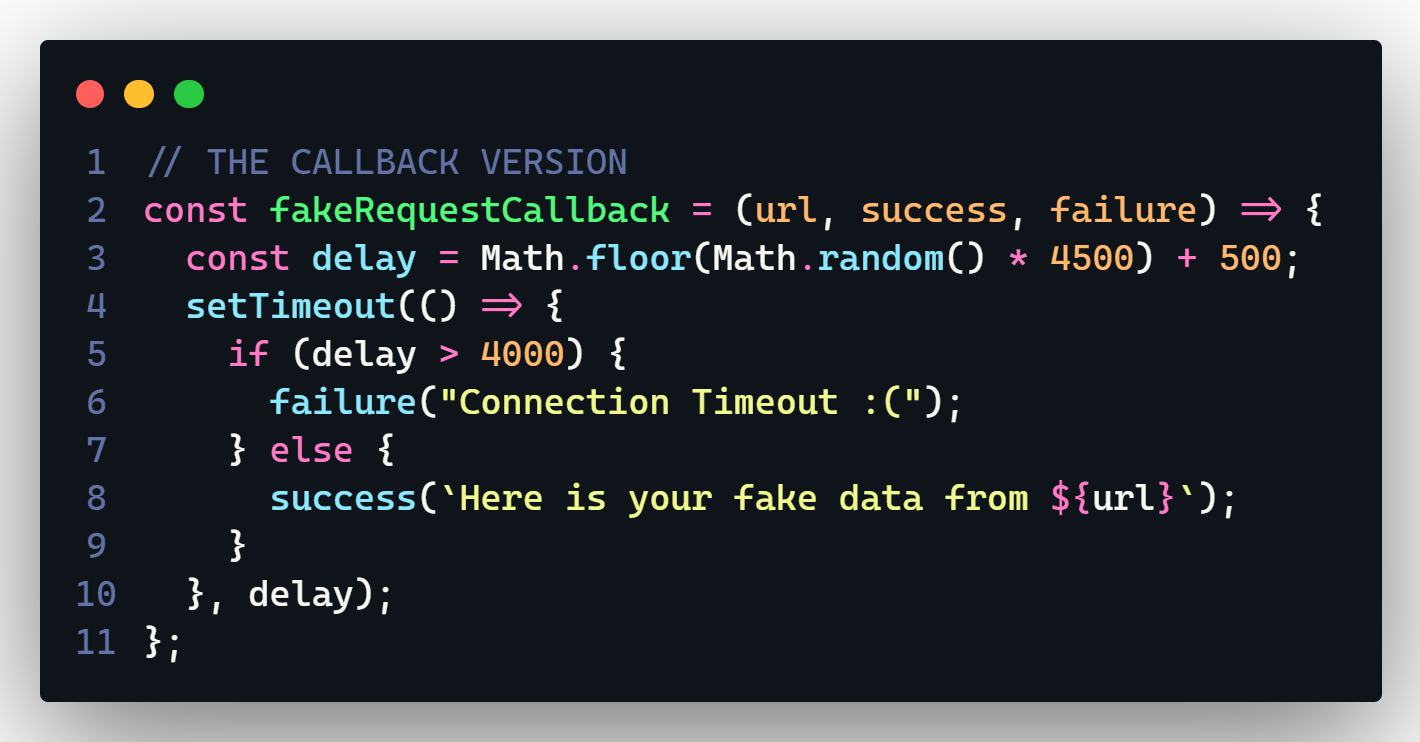 1 // THE CALLBACK VERSION
2 const fakeRequestCallback = (url, success, failure) => {
3   const delay = Math.floor(Math.random() * 4500) + 500;
4   setTimeout(() => {
5     if (delay > 4000) {
6       failure("Connection Timeout :(");
7     } else {
8       success(`Here is your fake data from ${url}`);
9     }
10   }, delay);
11 };